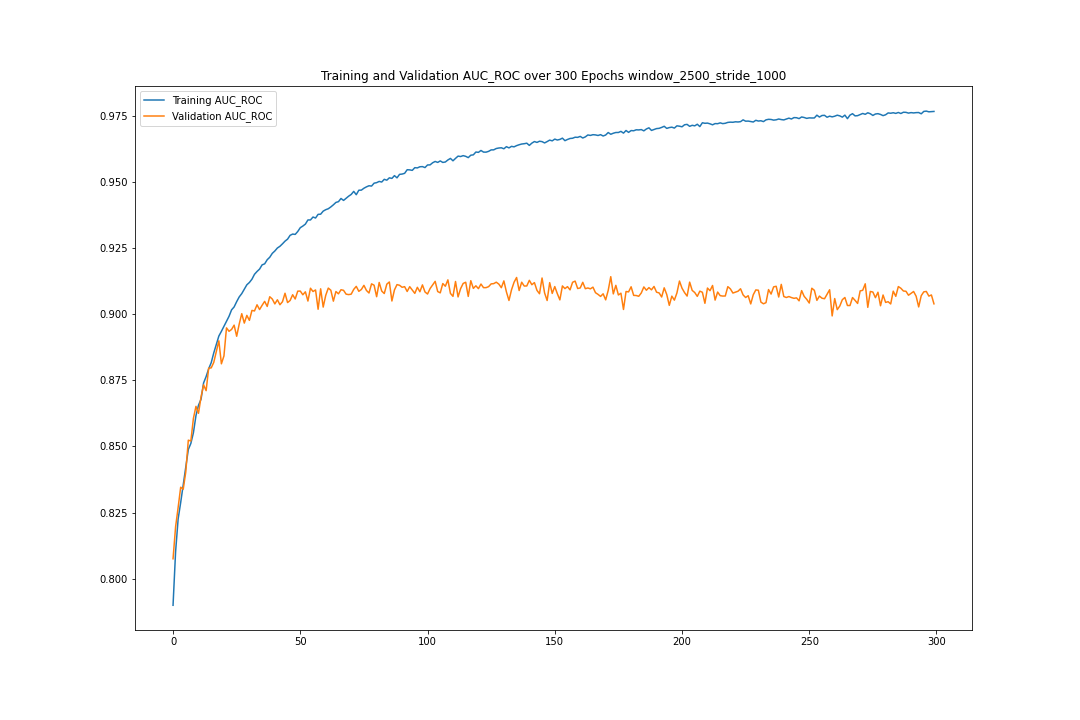 Training and Validation AUC_ROC over 300 Epochs window_2500_stride_1000
Training AUC_ROC
Validation AUC_ROC
0.975
0.950
0.925
0.900
0.875
0.850
0.825
0.800
0 50 100 150 200 250 300